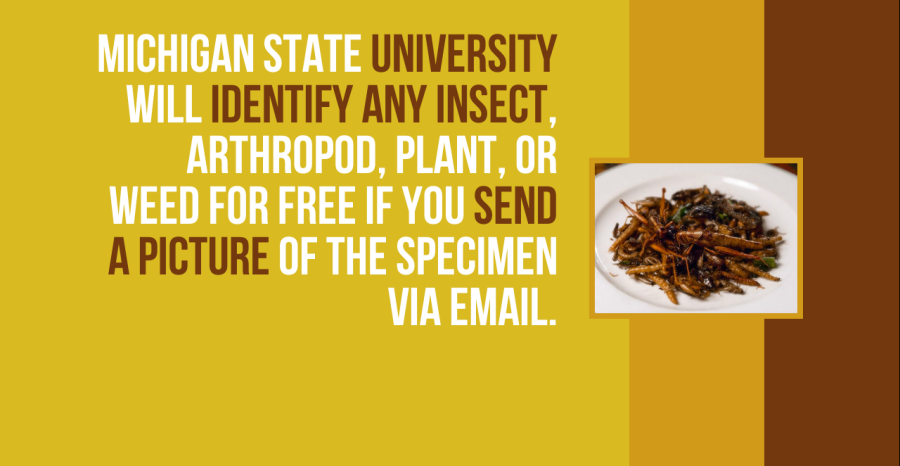 MICHIGAN STATE UNIVERSITY
WILL IDENTIFY ANY INSECT,
ARTHROPOD, PLANT, OR
WEED FOR FREE IF YOU SEND
A PICTURE OF THE SPECIMEN
VIA EMAIL.